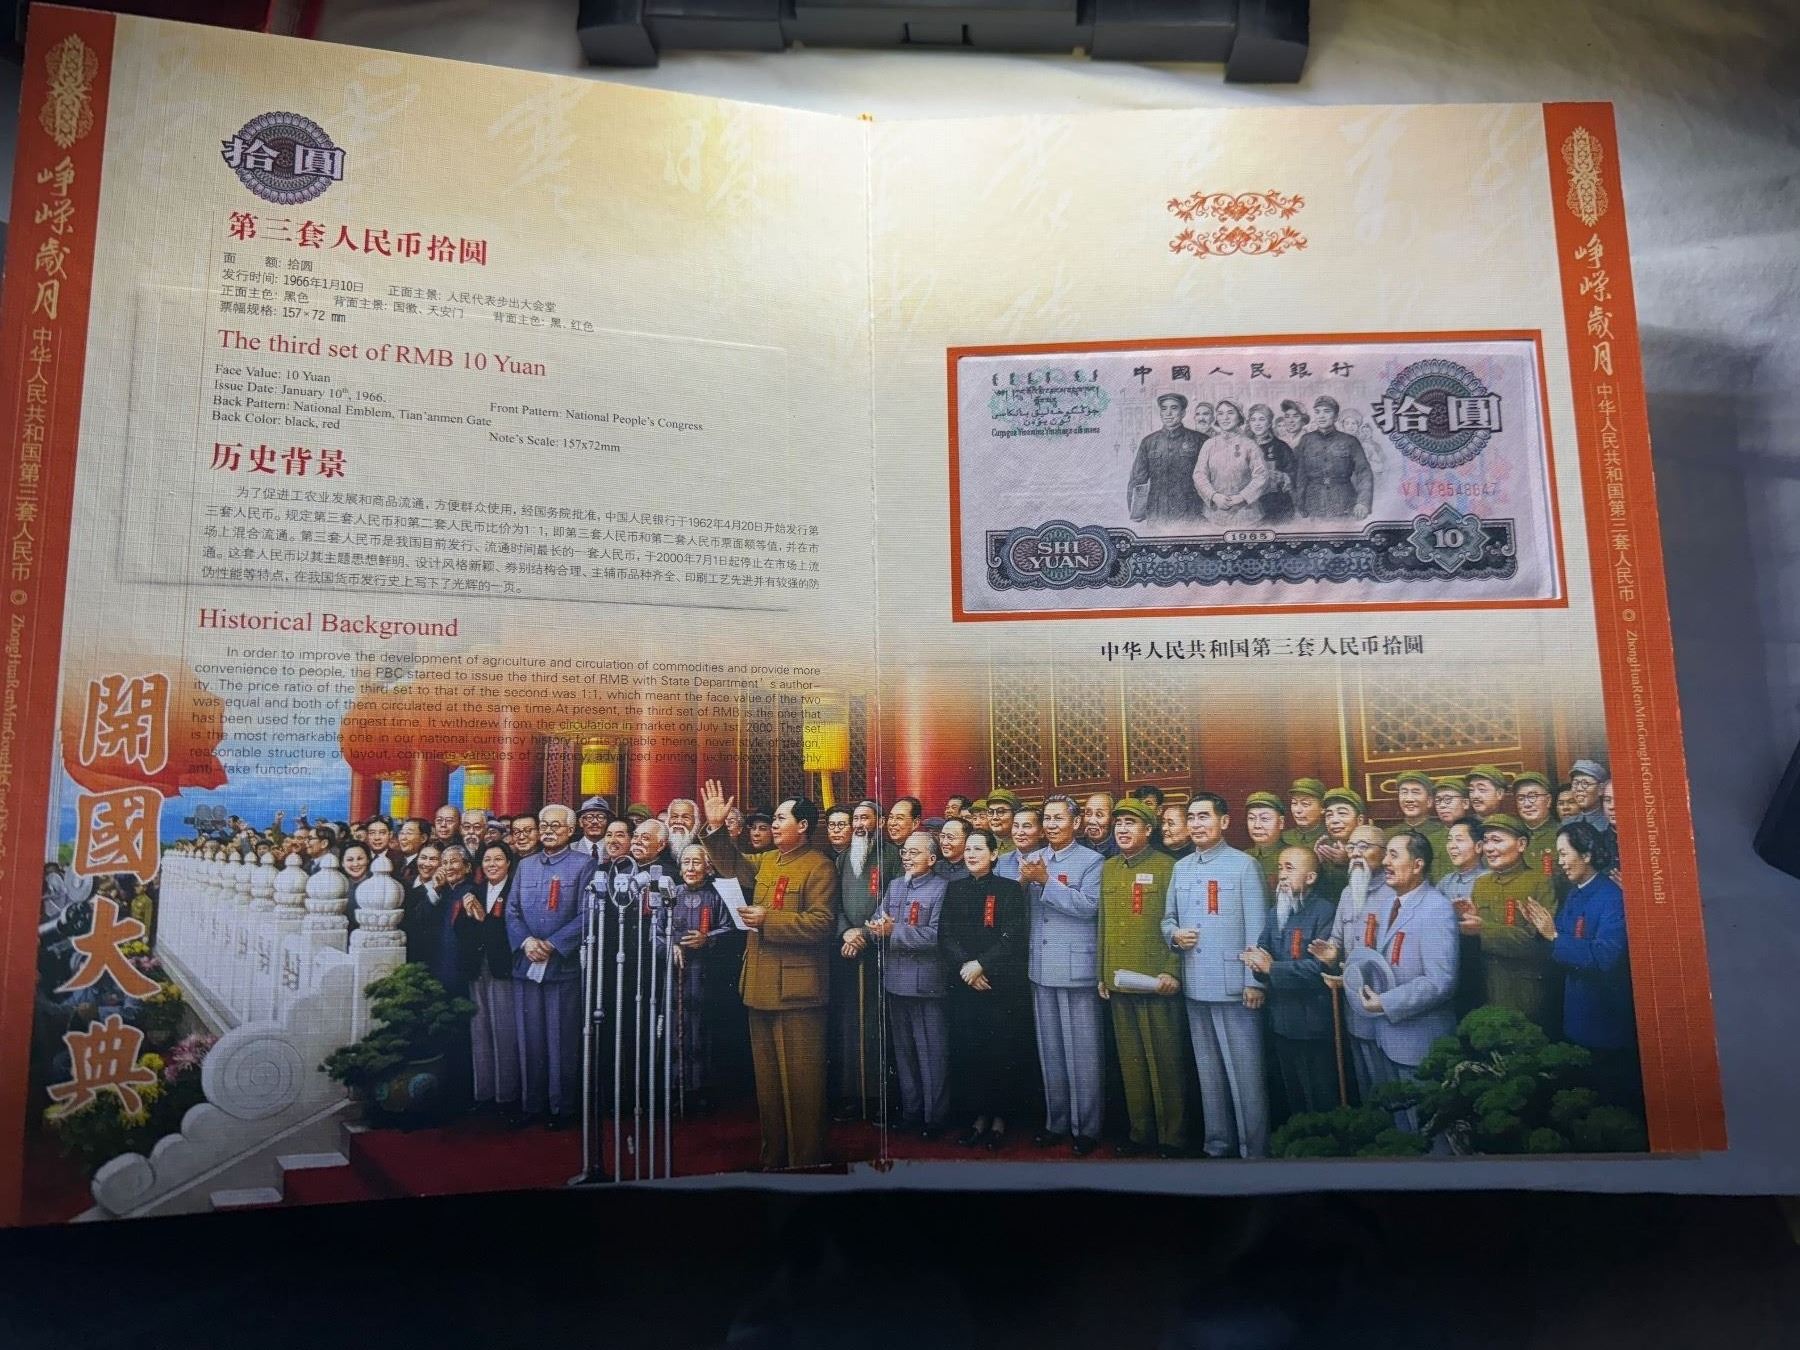 峥嵘岁月
中华人民共和国第三套人民币
拾圓
第三套人民币拾圆
面 额: 拾圆
发行时间: 1966年1月10日 正面主景: 人民代表步出大会堂
正面主色: 黑色 背面主景: 国徽、天安门 背面主色: 黑、红色
票幅规格: 157×72 mm
The third set of RMB 10 Yuan
Face Value: 10 Yuan
Issue Date: January 10th, 1966. Front Pattern: National People's Congress
Back Pattern: National Emblem, Tian'anmen Gate
Back Color: black, red Note's Scale: 157x72mm
历史背景
为了促进工农业发展和商品流通，方便群众使用，经国务院批准，中国人民银行于1962年4月20日开始发行第
三套人民币。规定第三套人民币和第二套人民币比价为1:1，即第三套人民币和第二套人民币票面额等值，并在市
场上混合流通。第三套人民币是我国目前发行、流通时间最长的一套人民币，于2000年7月1日起停止在市场上流
通。这套人民币以其主题思想鲜明、设计风格新颖、券别结构合理、主辅币品种齐全、印刷工艺先进并有较强的防
伪性能等特点，在我国货币发行史上写下了光辉的一页。
Historical Background
In order to improve the development of agriculture and circulation of commodities and provide more
convenience to people, the PBC started to issue the third set of RMB with State Department's author-
ity. The price ratio of the third set to that of the second was 1:1, which meant the face value of the two
was equal and both of them circulated at the same time.At present, the third set of RMB is the one that
has been used for the longest time. It withdrew from the circulation in market on July 1st, 2000. This set
is the most remarkable one in our national currency history for its notable theme, novel style of design,
reasonable structure of layout, complete varieties of currency, advanced printing technology and highly
anti-fake function.
開國大典
中國人民銀行
拾圓
VIV8548647
1965
SHI
YUAN
10
中华人民共和国第三套人民币拾圆
峥嵘岁月
中华人民共和国第三套人民币
ZhongHuaRenMinGongHeGuoDiSanTaoRenMinBi